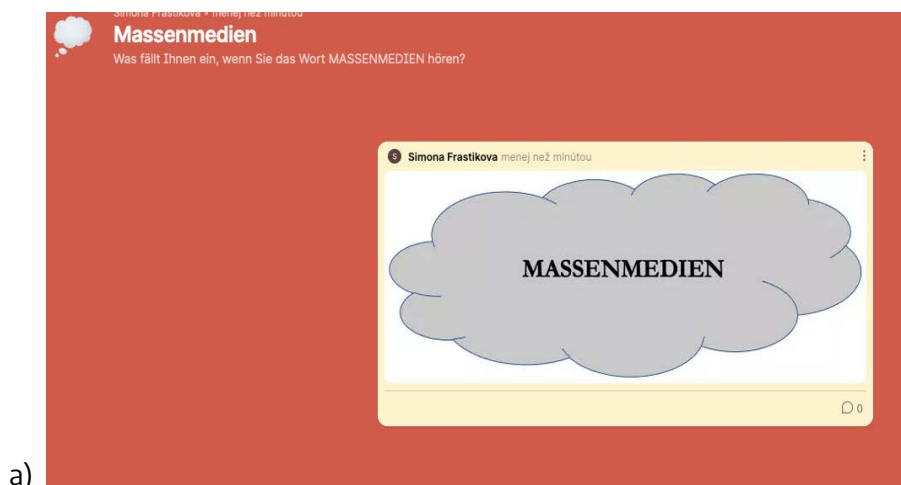 Simona Frastikova • menej než minútou
Massenmedien
Was fällt Ihnen ein, wenn Sie das Wort MASSENMEDIEN hören?
S Simona Frastikova menej než minútou
MASSENMEDIEN
0
a)